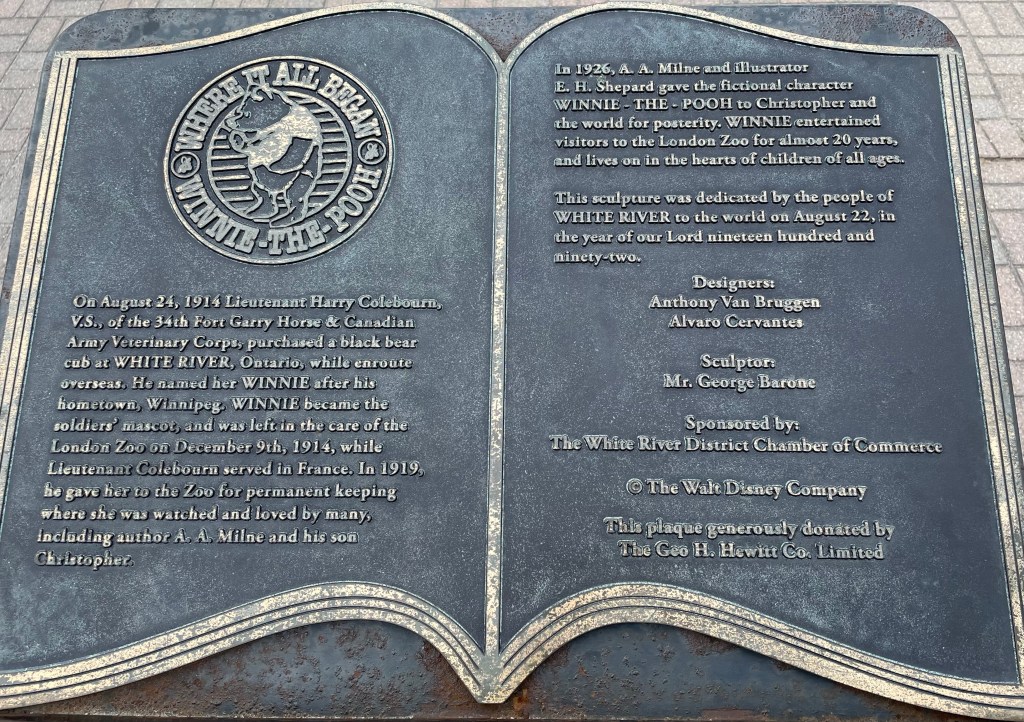 WHERE IT ALL BEGAN
WINNIE-THE-POOH
On August 24, 1914 Lieutenant Harry Colebourn,
V.S., of the 34th Fort Garry Horse & Canadian
Army Veterinary Corps, purchased a black bear
cub at WHITE RIVER, Ontario, while enroute
overseas. He named her WINNIE after his
hometown, Winnipeg. WINNIE became the
soldiers' mascot, and was left in the care of the
London Zoo on December 9th, 1914, while
Lieutenant Colebourn served in France. In 1919,
he gave her to the Zoo for permanent keeping
where she was watched and loved by many,
including author A. A. Milne and his son
Christopher.
In 1926, A. A. Milne and illustrator
E. H. Shepard gave the fictional character
WINNIE - THE - POOH to Christopher and
the world for posterity. WINNIE entertained
visitors to the London Zoo for almost 20 years,
and lives on in the hearts of children of all ages.
This sculpture was dedicated by the people of
WHITE RIVER to the world on August 22, in
the year of our Lord nineteen hundred and
ninety-two.
Designers:
Anthony Van Bruggen
Alvaro Cervantes
Sculptor:
Mr. George Barone
Sponsored by:
The White River District Chamber of Commerce
© The Walt Disney Company
This plaque generously donated by
The Geo H. Hewitt Co. Limited